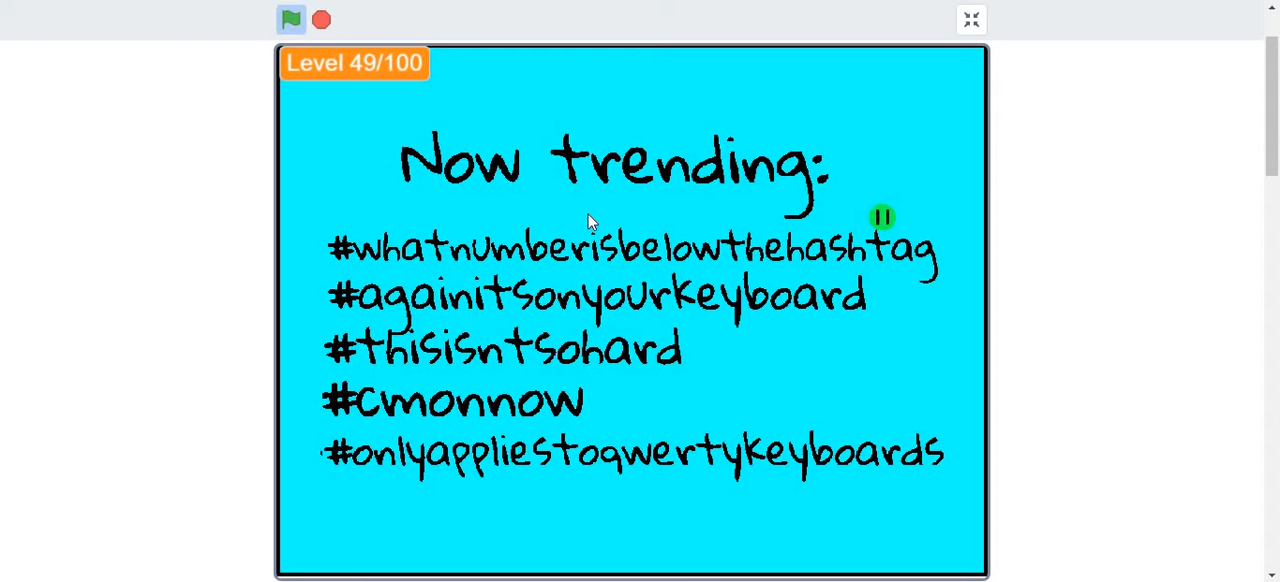 Level 49/100
Now trending:
#whatnumberisbelowthehashtag
#againitsonyourkeyboard
#thisisntsohard
#cmonnow
#onlyappliestoqwertykeyboards